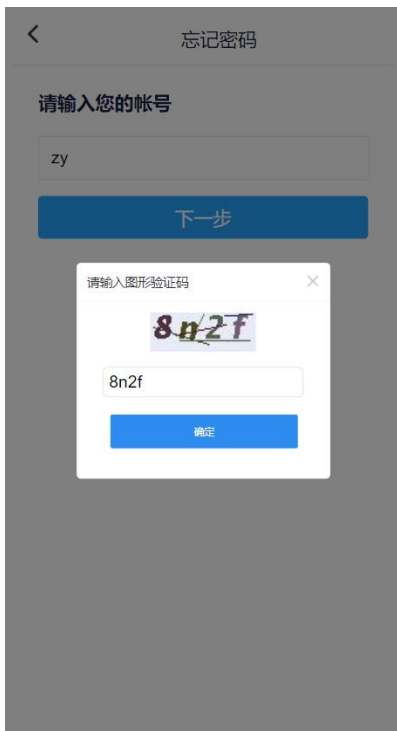 忘记密码
请输入您的帐号
zy
下一步
请输入图形验证码
8n2f
8n2f
确定